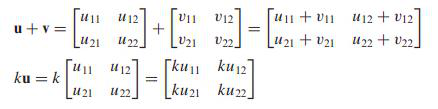 u + v = [u₁₁ u₁₂ u₂₁ u₂₂] + [v₁₁ v₁₂ v₂₁ v₂₂] = [u₁₁ + v₁₁ u₁₂ + v₁₂ u₂₁ + v₂₁ u₂₂ + v₂₂]
ku = k [u₁₁ u₁₂ u₂₁ u₂₂] = [ku₁₁ ku₁₂ ku₂₁ ku₂₂]